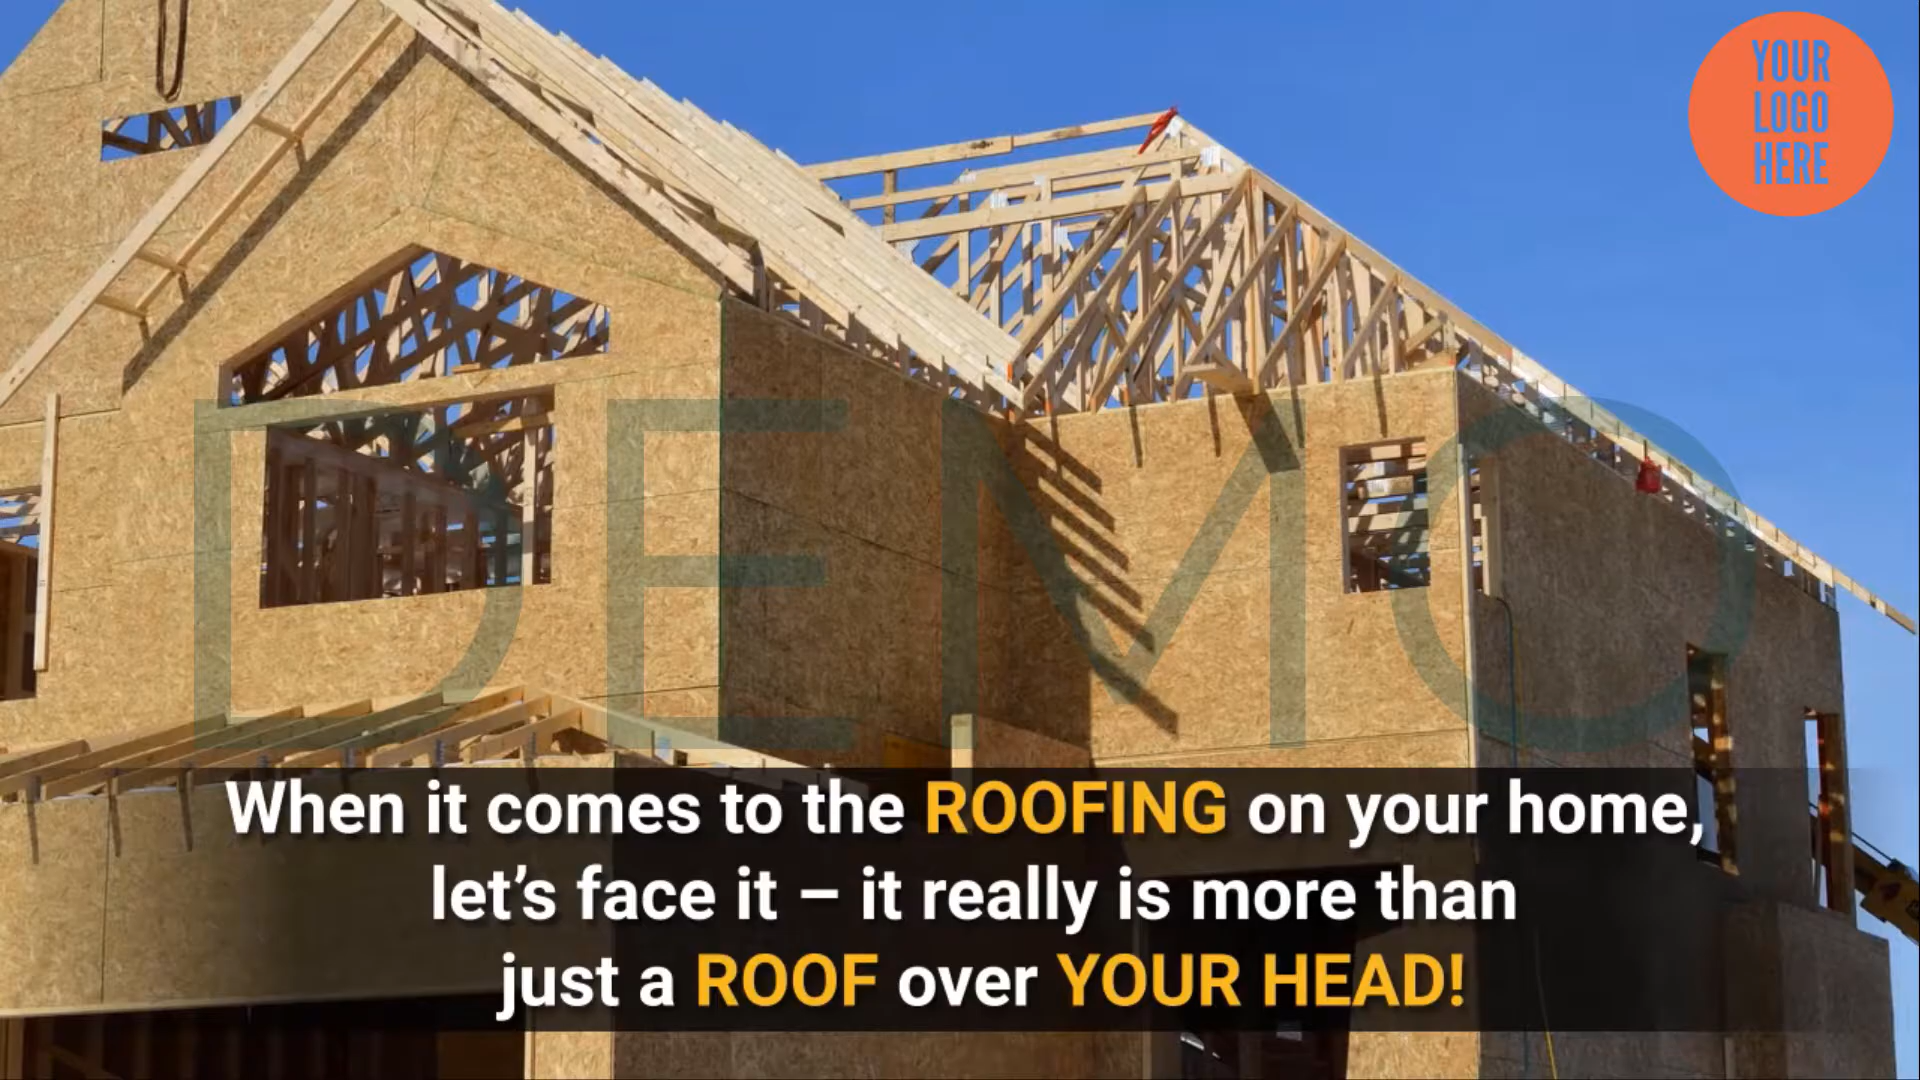 YOUR
LOGO
HERE
DEMO
When it comes to the ROOFING on your home,
let’s face it – it really is more than
just a ROOF over YOUR HEAD!